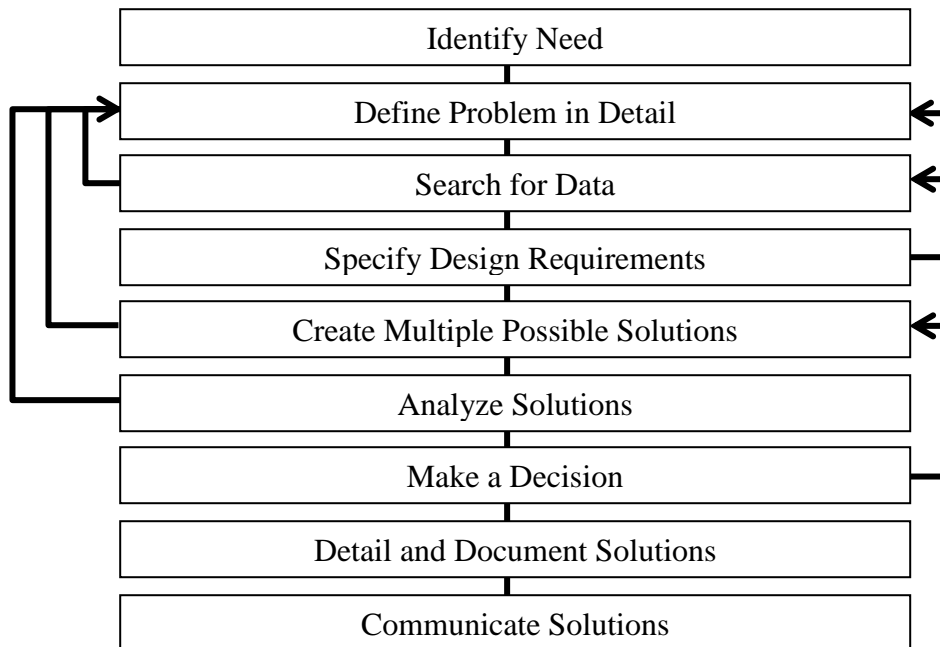 Identify Need
Define Problem in Detail
Search for Data
Specify Design Requirements
Create Multiple Possible Solutions
Analyze Solutions
Make a Decision
Detail and Document Solutions
Communicate Solutions